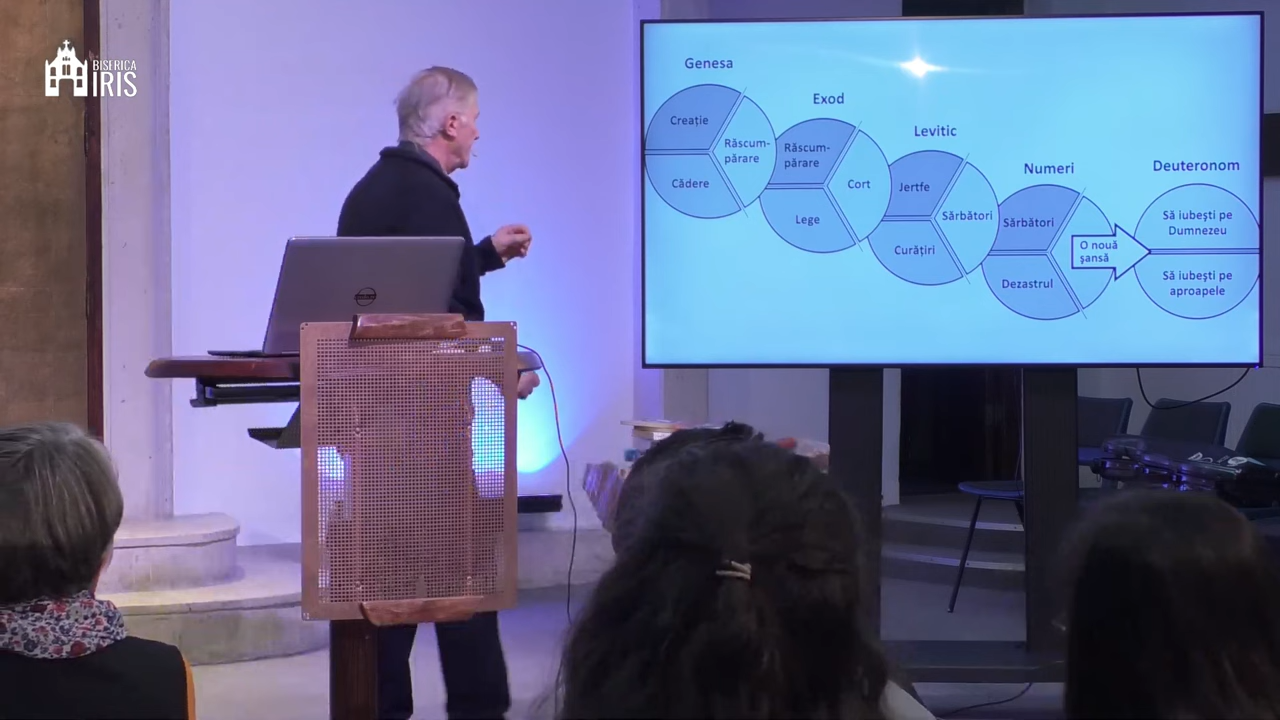 BISERICA
IRIS
Genesa
Creație
Răscum-
părare
Cădere
Exod
Răscum-
părare
Cort
Lege
Levitic
Jertfe
Sărbători
Curățiri
Numeri
Sărbători
O nouă
șansă
Dezastrul
Deuteronom
Să iubești pe
Dumnezeu
Să iubești pe
aproapele